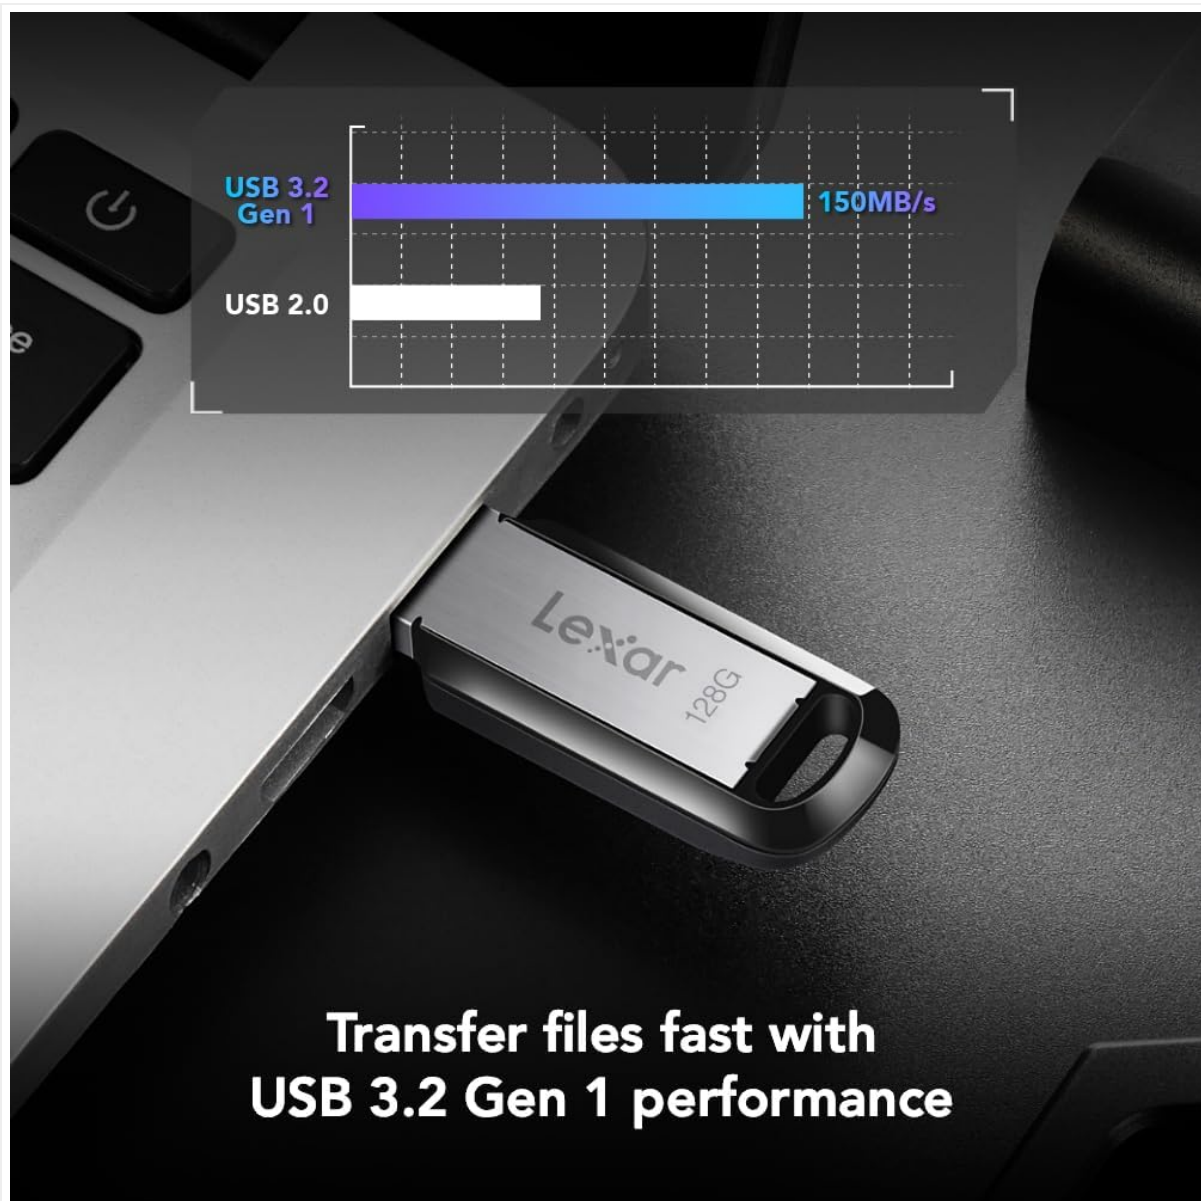 USB 3.2
Gen 1
150MB/s
USB 2.0
Lexar
128G
Transfer files fast with
USB 3.2 Gen 1 performance